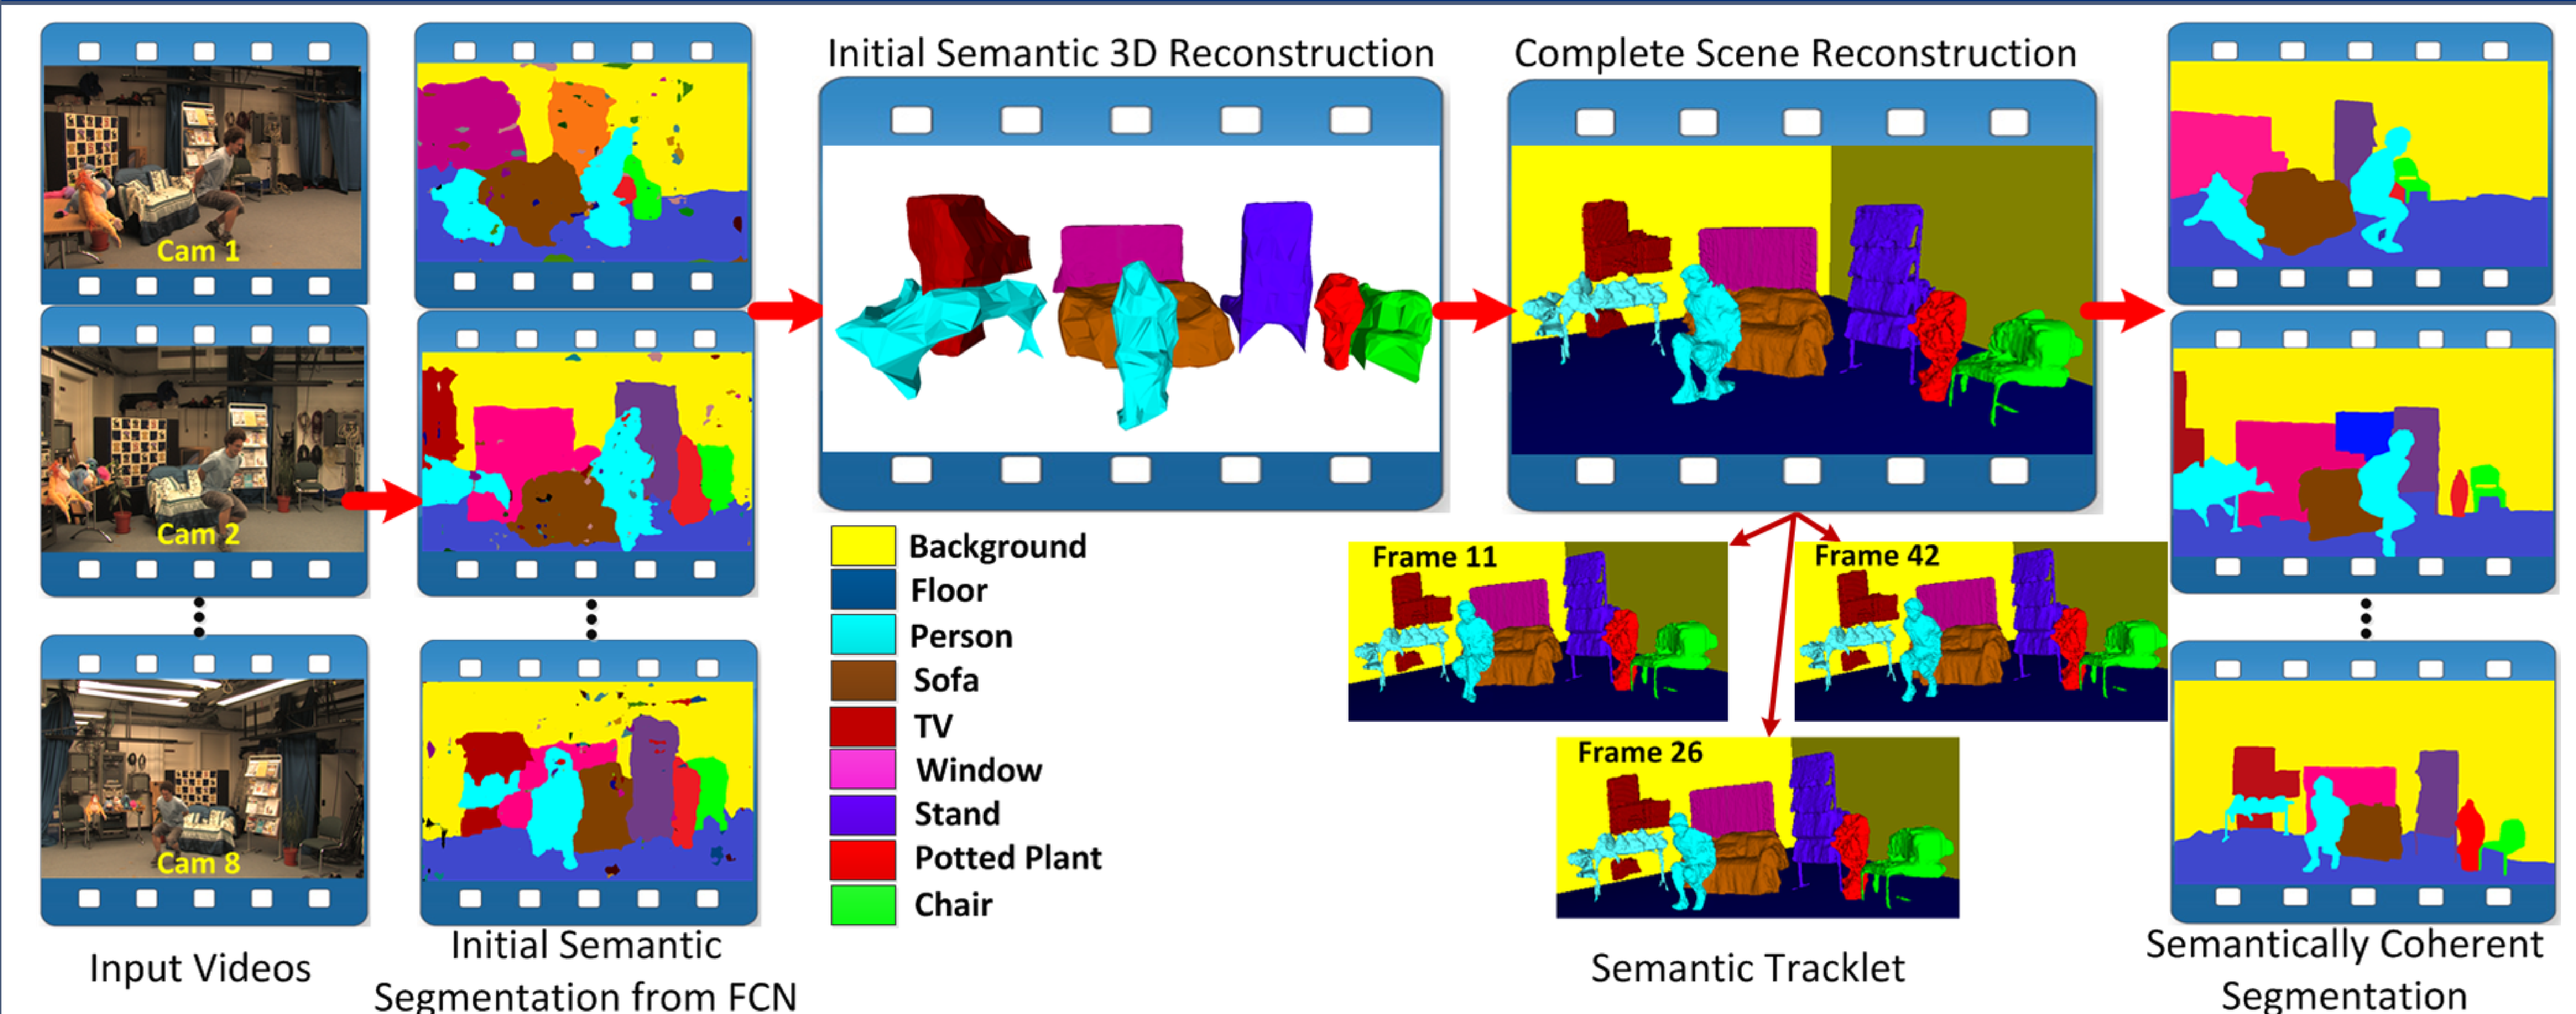 Initial Semantic 3D Reconstruction
Complete Scene Reconstruction
Cam 1
Cam 2
Cam 8
Background
Floor
Person
Sofa
TV
Window
Stand
Potted Plant
Chair
Frame 11
Frame 42
Frame 26
Input Videos
Initial Semantic
Segmentation from FCN
Semantic Tracklet
Semantically Coherent
Segmentation